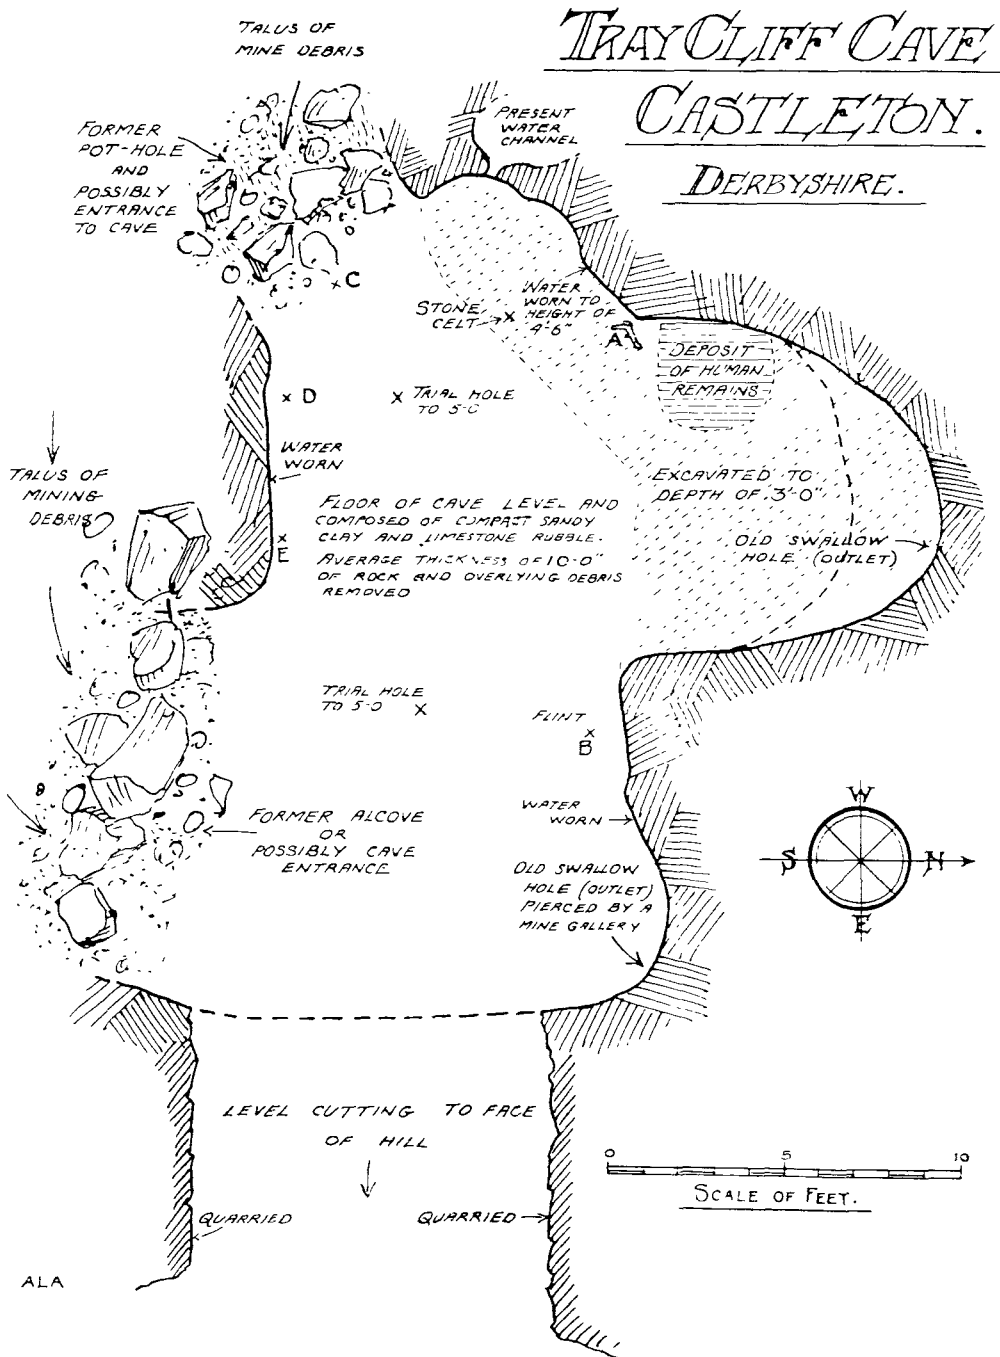 TRAY CLIFF CAVE
CASTLETON.
DERBYSHIRE.
TALUS OF
MINE DEBRIS
PRESENT
WATER
CHANNEL
FORMER
POT-HOLE
AND
POSSIBLY
ENTRANCE
TO CAVE
C
STONE
CELT
WATER
WORN TO
HEIGHT OF
4'-6"
A
DEPOSIT
OF HUMAN
REMAINS
D
TRIAL HOLE
TO 5-0
WATER
WORN
TALUS OF
MINING
DEBRIS
EXCAVATED TO
DEPTH OF 3'-0"
FLOOR OF CAVE LEVEL AND
COMPOSED OF COMPACT SANDY
CLAY AND LIMESTONE RUBBLE.
AVERAGE THICKNESS OF 10'-0"
OF ROCK AND OVERLYING DEBRIS
REMOVED
E
OLD SWALLOW
HOLE (OUTLET)
TRIAL HOLE
TO 5-0
FLINT
B
WATER
WORN
FORMER ALCOVE
OR
POSSIBLY CAVE
ENTRANCE
OLD SWALLOW
HOLE (OUTLET)
PIERCED BY A
MINE GALLERY
W
S
N
E
LEVEL CUTTING TO FACE
OF HILL
0 5 10
SCALE OF FEET.
QUARRIED
QUARRIED
ALA